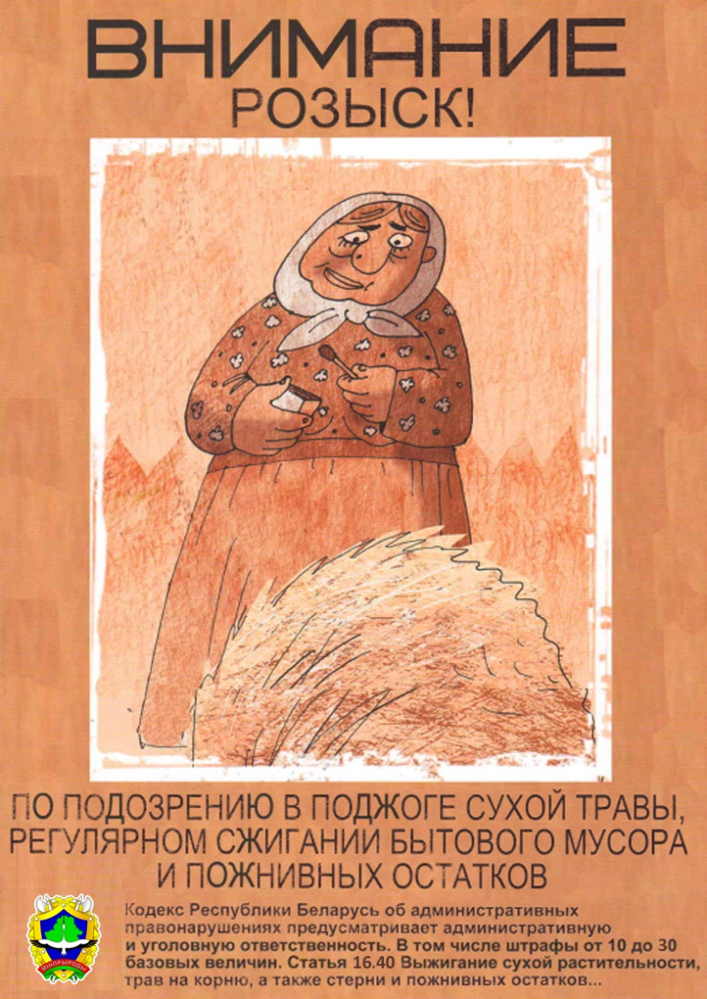 ВНИМАНИЕ
РОЗЫСК!
ПО ПОДОЗРЕНИЮ В ПОДЖОГЕ СУХОЙ ТРАВЫ,
РЕГУЛЯРНОМ СЖИГАНИИ БЫТОВОГО МУСОРА
И ПОЖНИВНЫХ ОСТАТКОВ
Кодекс Республики Беларусь об административных
правонарушениях предусматривает административную
и уголовную ответственность. В том числе штрафы от 10 до 30
базовых величин. Статья 16.40 Выжигание сухой растительности,
трав на корню, а также стерни и пожнивных остатков...
МІНПРЫРОДЫ